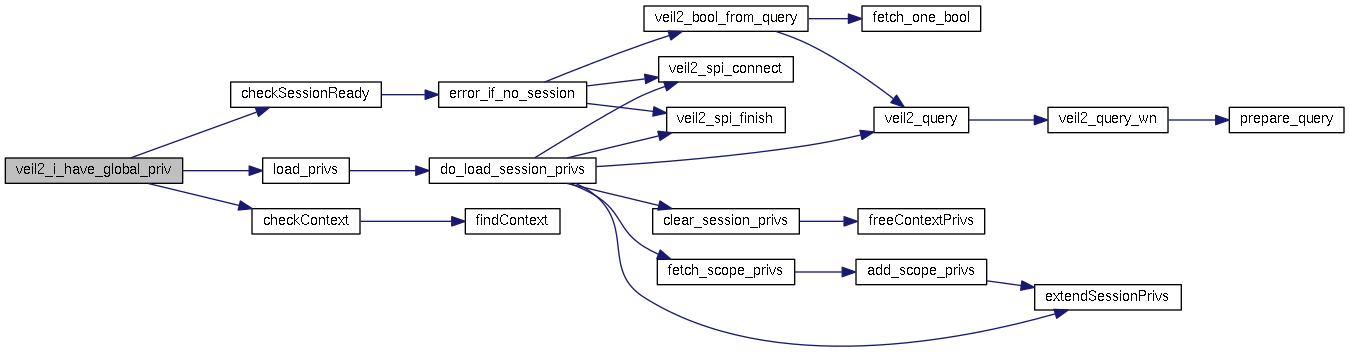 veil2_bool_from_query
fetch_one_bool
veil2_spi_connect
checkSessionReady
error_if_no_session
veil2_spi_finish
veil2_query
veil2_query_wn
prepare_query
veil2_i_have_global_priv
load_privs
do_load_session_privs
checkContext
findContext
clear_session_privs
freeContextPrivs
fetch_scope_privs
add_scope_privs
extendSessionPrivs